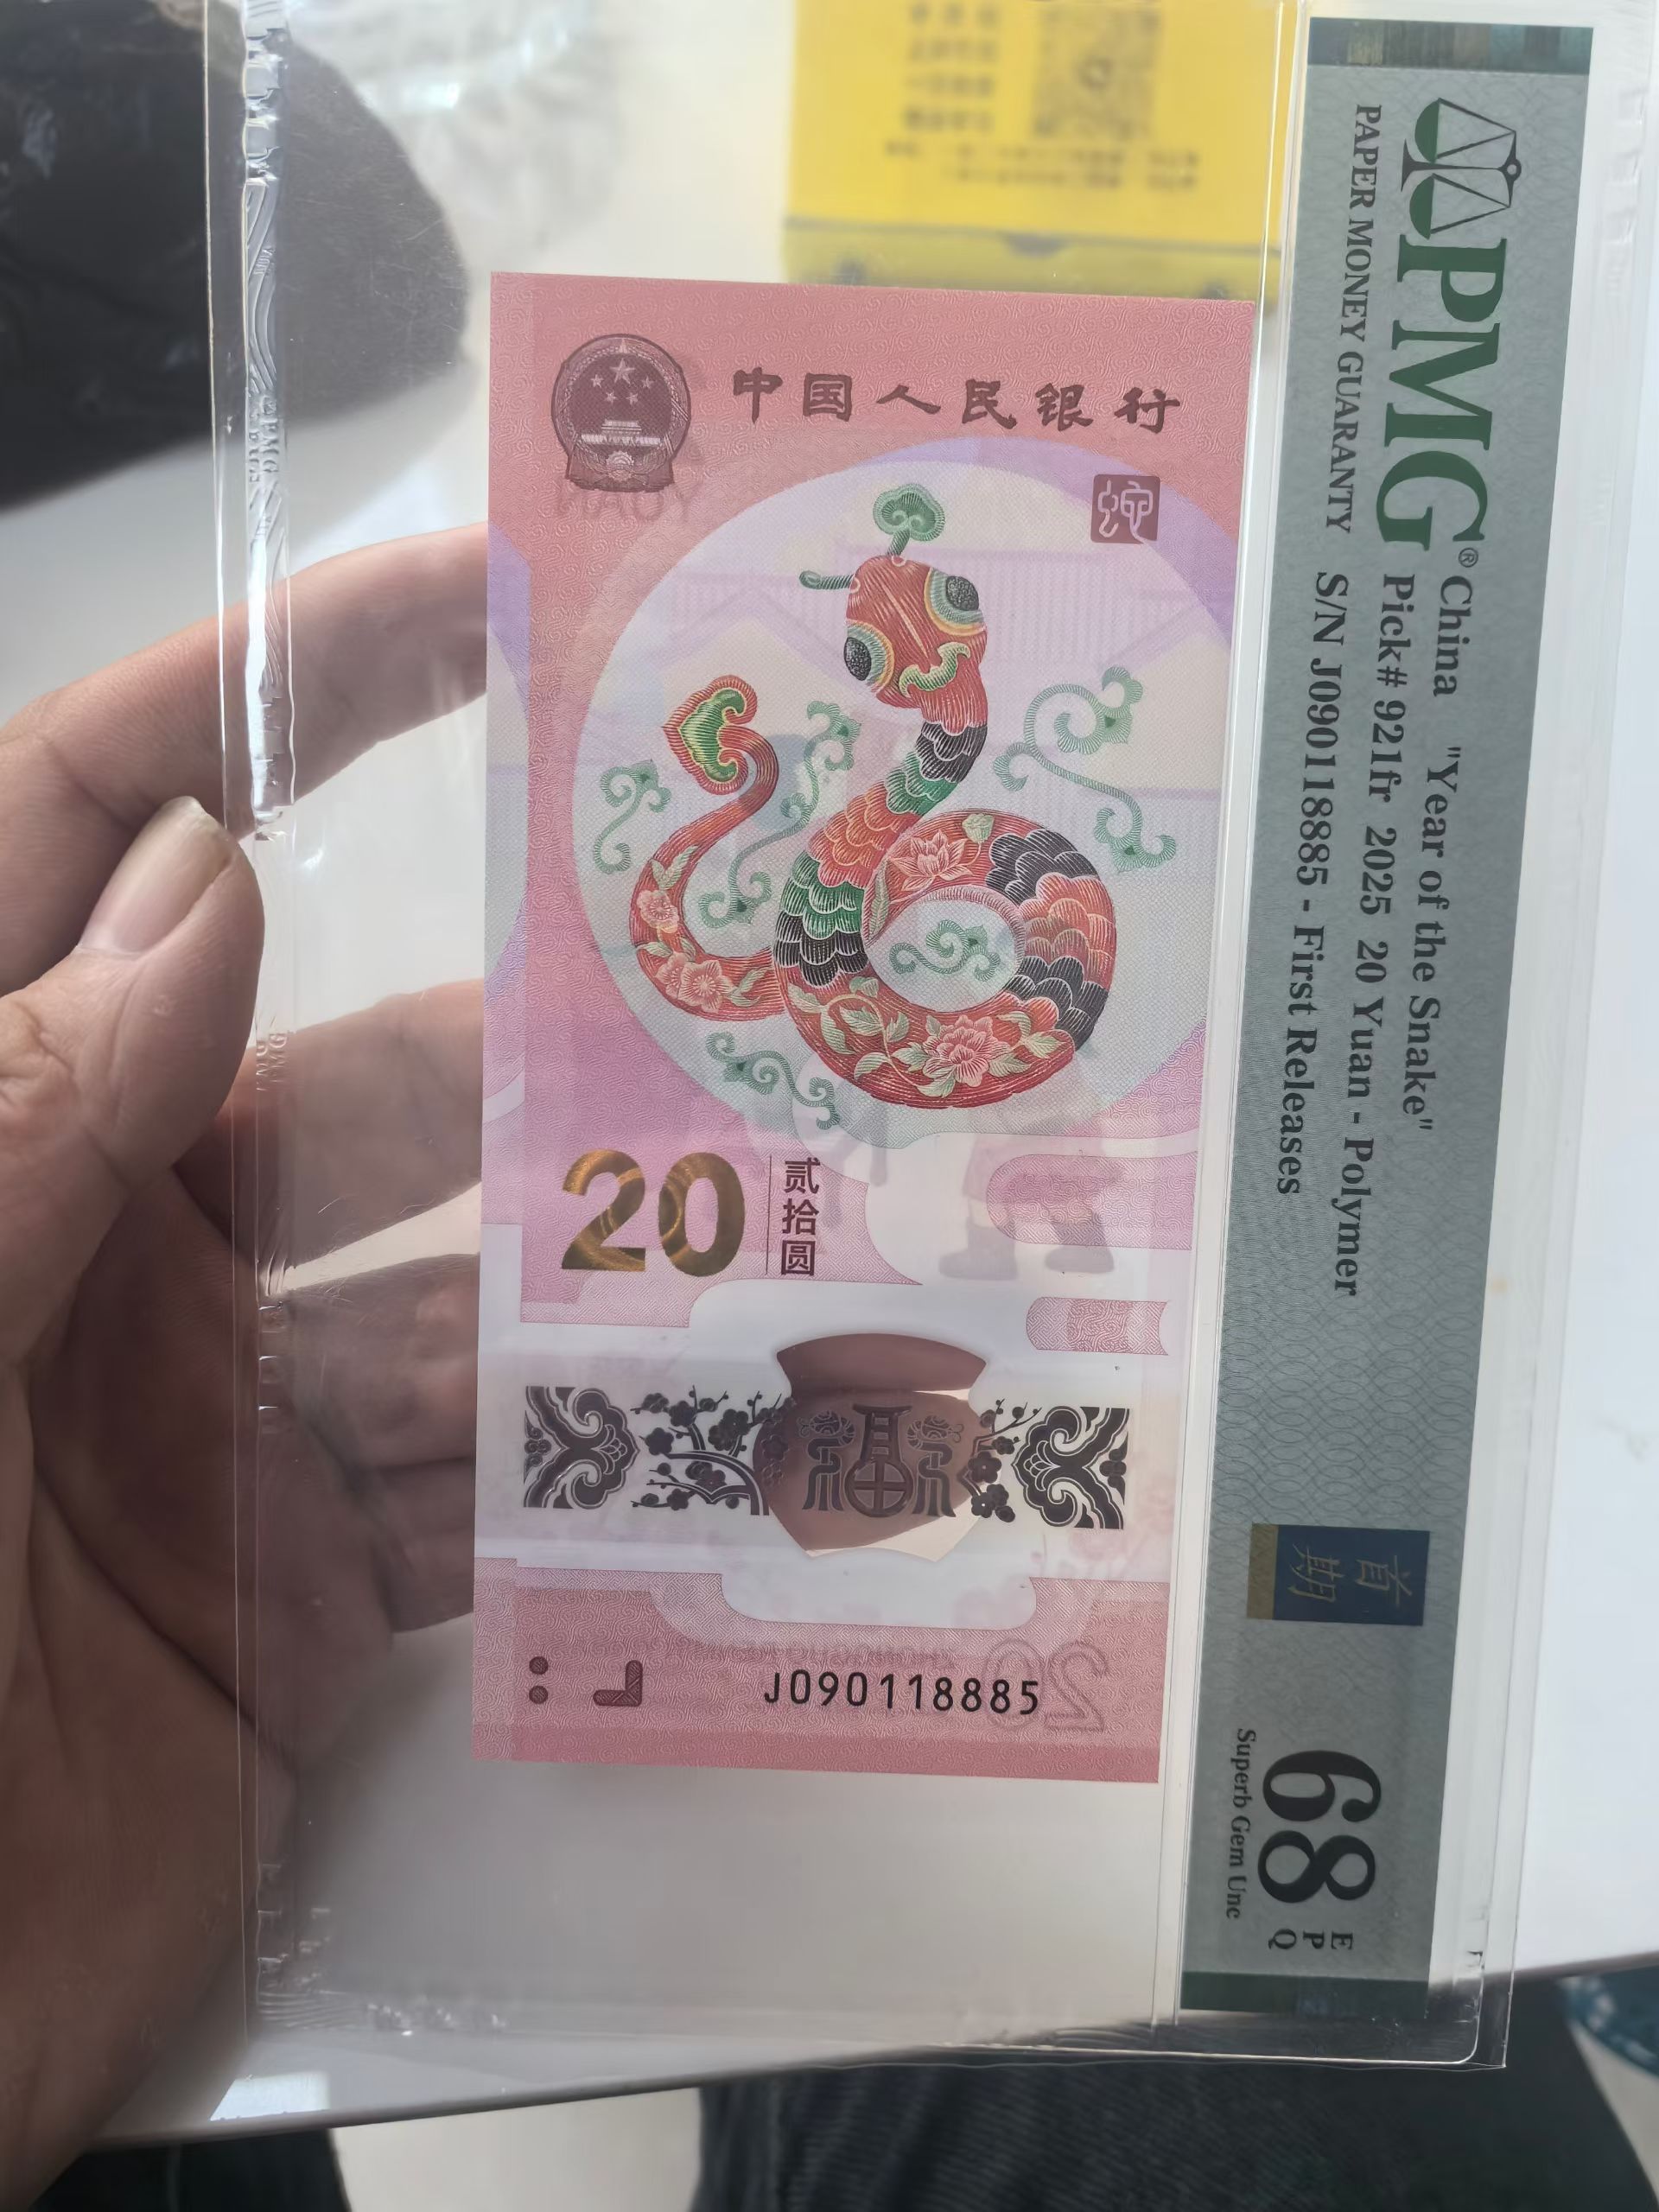 中国人民银行
蛇
YUAN
20
贰
拾
圆
福
J090118885
20
PMG®
PAPER MONEY GUARANTY
China "Year of the Snake"
Pick# 921fr 2025 20 Yuan - Polymer
S/N J090118885 - First Releases
首期
68
EPQ
Superb Gem Unc